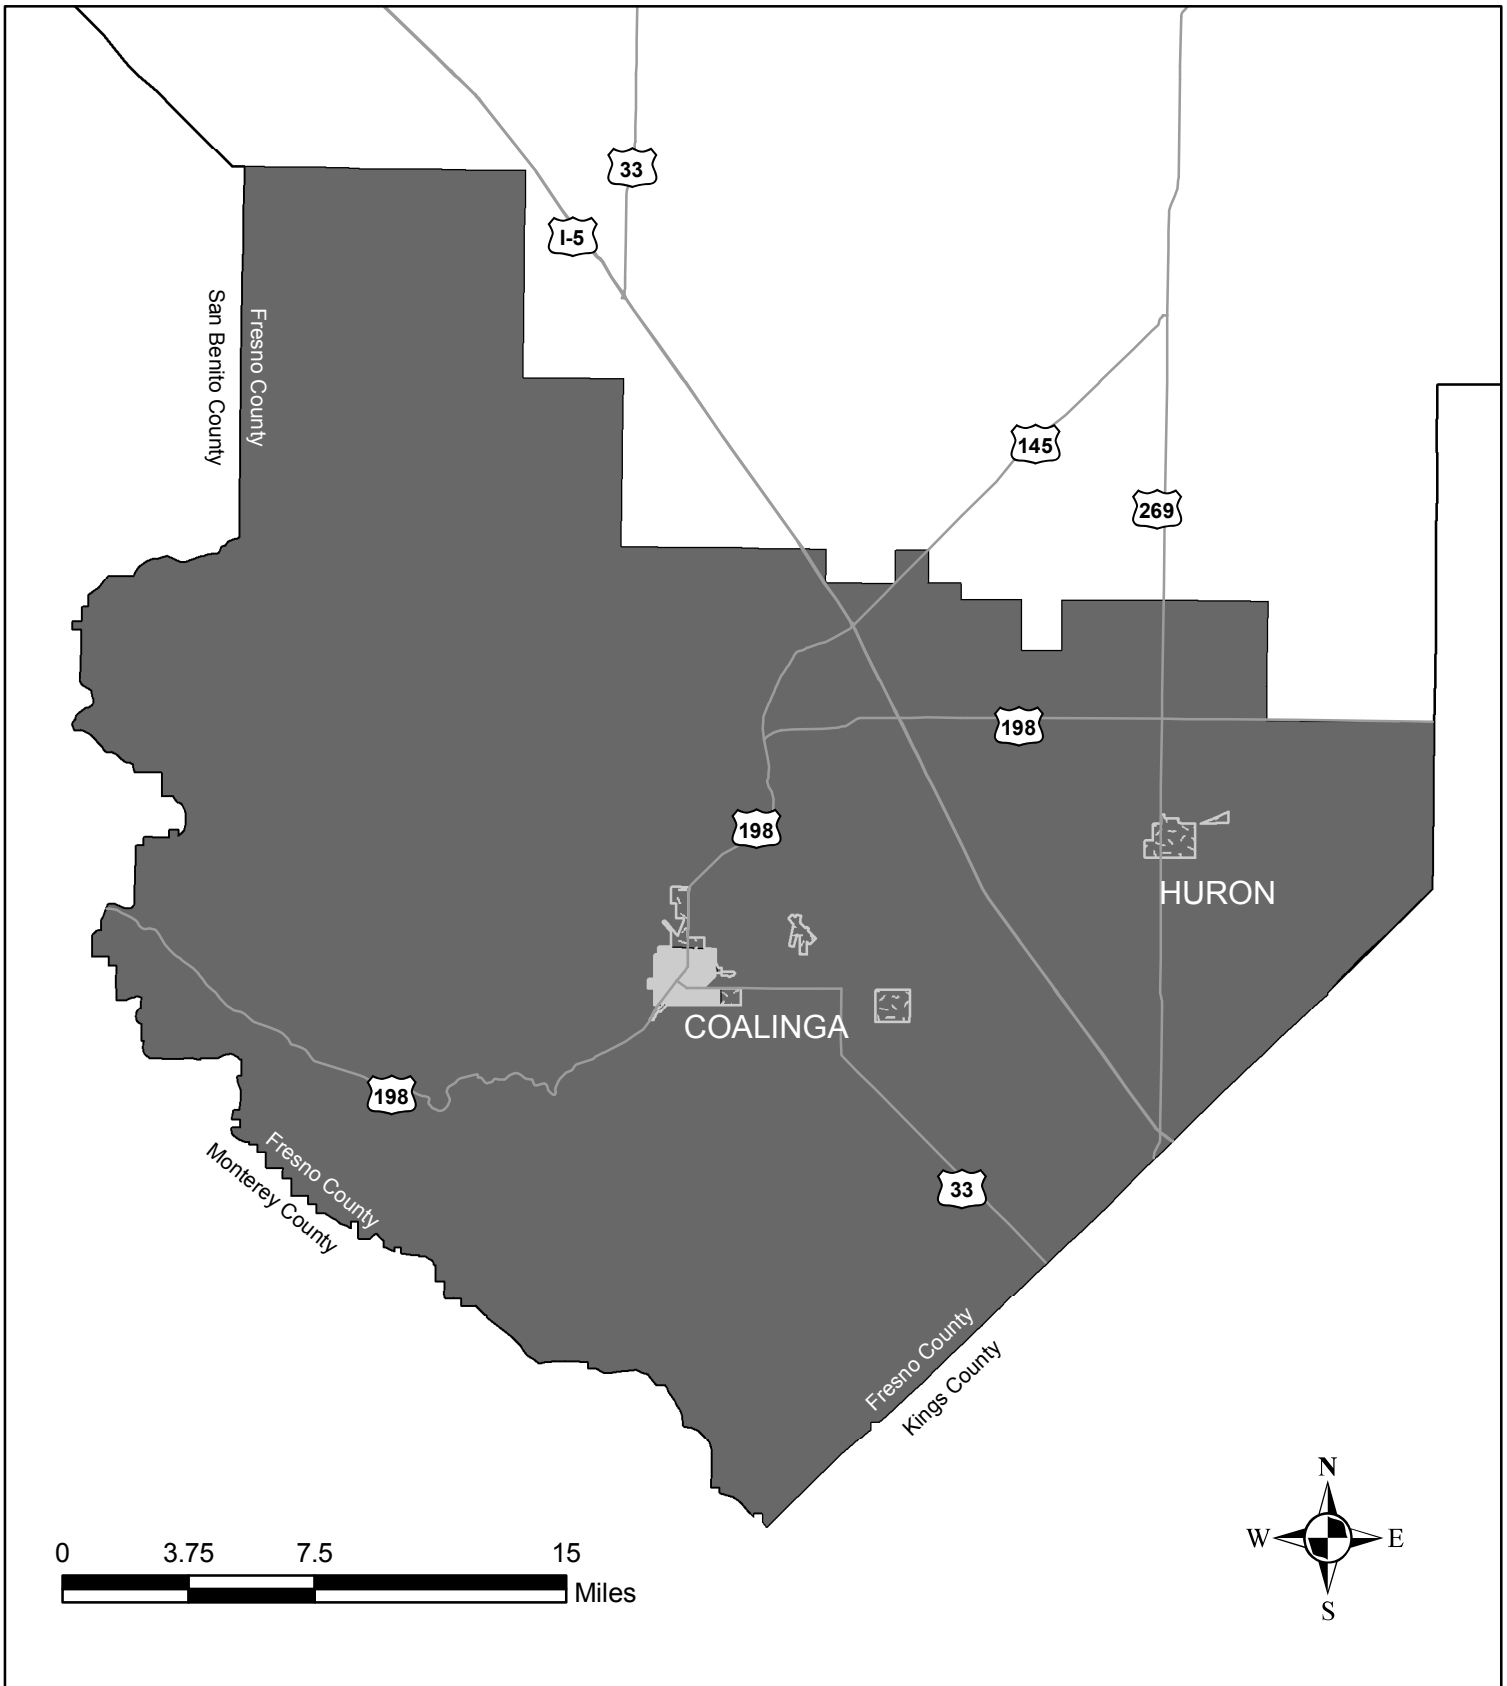 33
I-5
San Benito County
Fresno County
145
269
198
198
HURON
COALINGA
198
Fresno County
Monterey County
33
Fresno County
Kings County
N
W
E
S
0 3.75 7.5 15
Miles